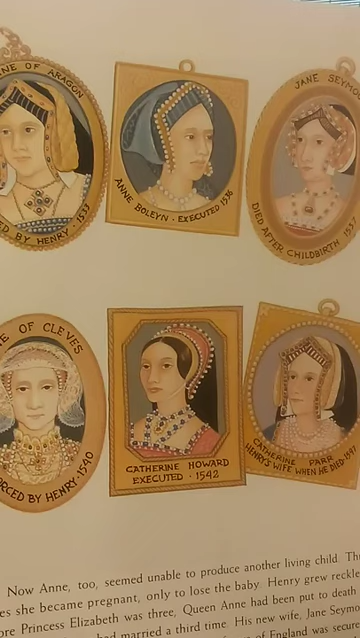 NE OF ARAGON
ED BY HENRY · 1533
ANNE BOLEYN · EXECUTED 1536
JANE SEYMO
DIED AFTER CHILDBIRTH 153
E OF CLEVES
ORCED BY HENRY · 1540
CATHERINE HOWARD
EXECUTED · 1542
CATHERINE PARR
HENRY'S WIFE WHEN HE DIED · 1547
Now Anne, too, seemed unable to produce another living child. Th
es she became pregnant, only to lose the baby. Henry grew reckle
ore Princess Elizabeth was three, Queen Anne had been put to death
had married a third time. His new wife, Jane Seymo
of England was secure